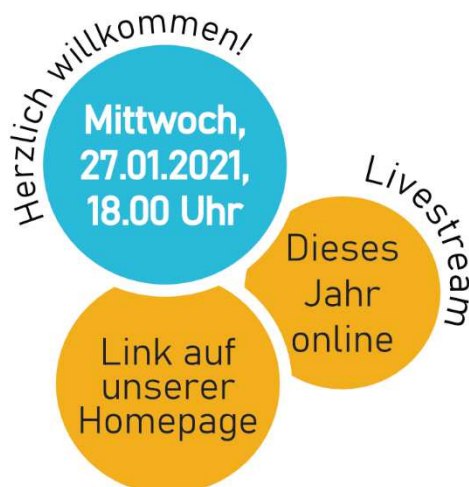 Herzlich willkommen!
Mittwoch,
27.01.2021,
18.00 Uhr
Livestream
Dieses
Jahr
online
Link auf
unserer
Homepage